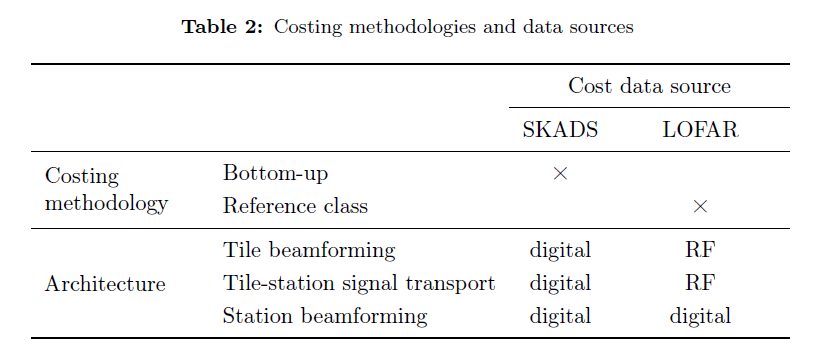 Table 2: Costing methodologies and data sources
Cost data source
SKADS LOFAR
Costing methodology
Bottom-up ×
Reference class ×
Architecture
Tile beamforming digital RF
Tile-station signal transport digital RF
Station beamforming digital digital